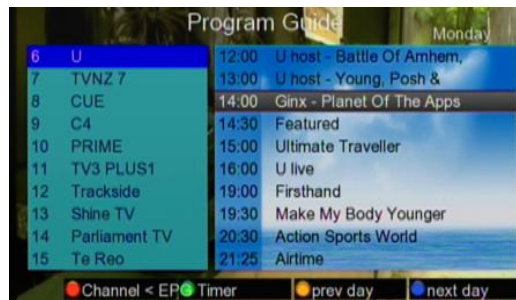 Program Guide
Monday
6 U
7 TVNZ 7
8 CUE
9 C4
10 PRIME
11 TV3 PLUS1
12 Trackside
13 Shine TV
14 Parliament TV
15 Te Reo
12:00 U host - Battle Of Arnhem,
13:00 U host - Young, Posh &
14:00 Ginx - Planet Of The Apps
14:30 Featured
15:00 Ultimate Traveller
16:00 U live
19:00 Firsthand
19:30 Make My Body Younger
20:30 Action Sports World
21:25 Airtime
Channel < EPG Timer prev day next day